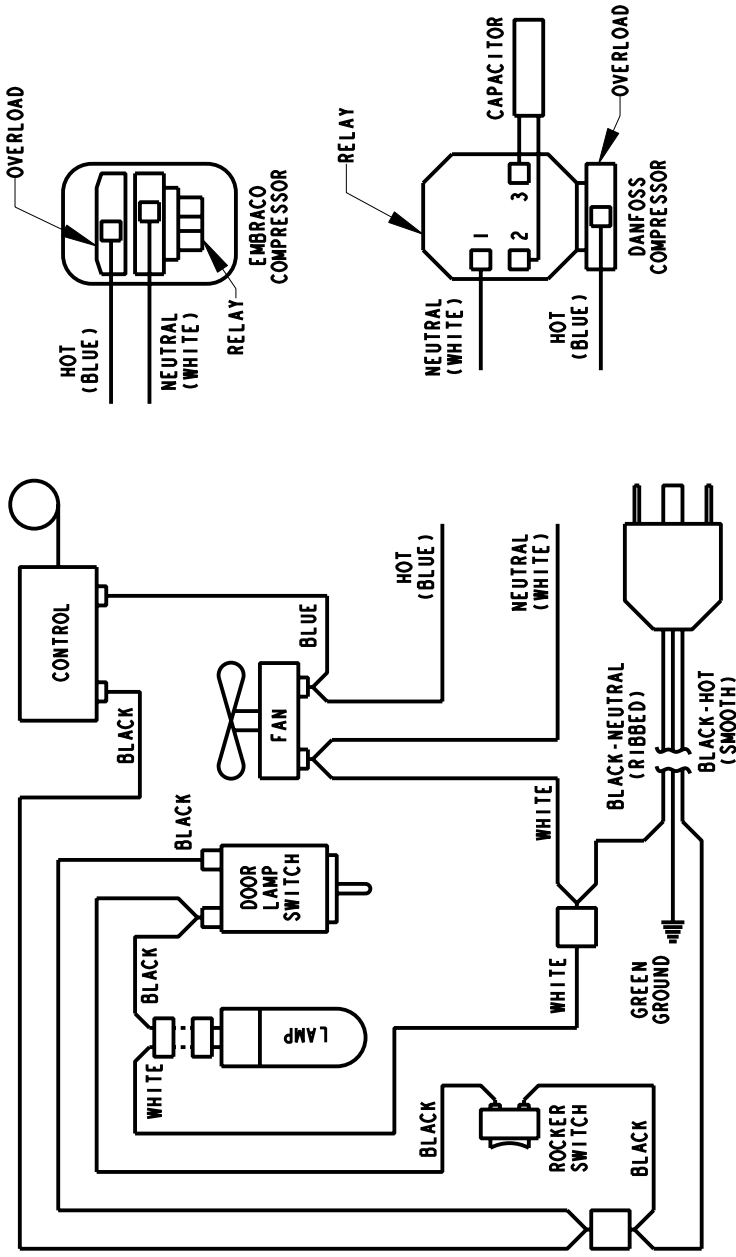 OVERLOAD
HOT
(BLUE)
NEUTRAL
(WHITE)
RELAY
EMBRACO
COMPRESSOR
RELAY
CAPACITOR
OVERLOAD
1
2
3
NEUTRAL
(WHITE)
HOT
(BLUE)
DANFOSS
COMPRESSOR
CONTROL
BLACK
BLUE
FAN
HOT
(BLUE)
NEUTRAL
(WHITE)
BLACK
DOOR
LAMP
SWITCH
BLACK
WHITE
LAMP
WHITE
WHITE
BLACK-NEUTRAL
(RIBBED)
BLACK-HOT
(SMOOTH)
GREEN
GROUND
BLACK
ROCKER
SWITCH
BLACK